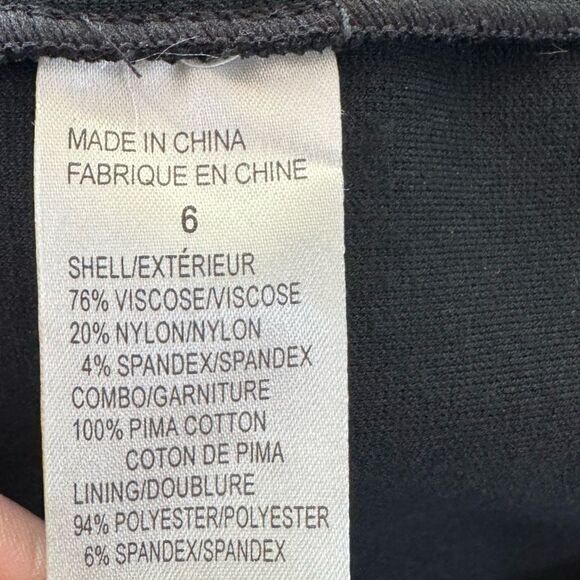 MADE IN CHINA
FABRIQUE EN CHINE
6
SHELL/EXTÉRIEUR
76% VISCOSE/VISCOSE
20% NYLON/NYLON
4% SPANDEX/SPANDEX
COMBO/GARNITURE
100% PIMA COTTON
COTON DE PIMA
LINING/DOUBLURE
94% POLYESTER/POLYESTER
6% SPANDEX/SPANDEX